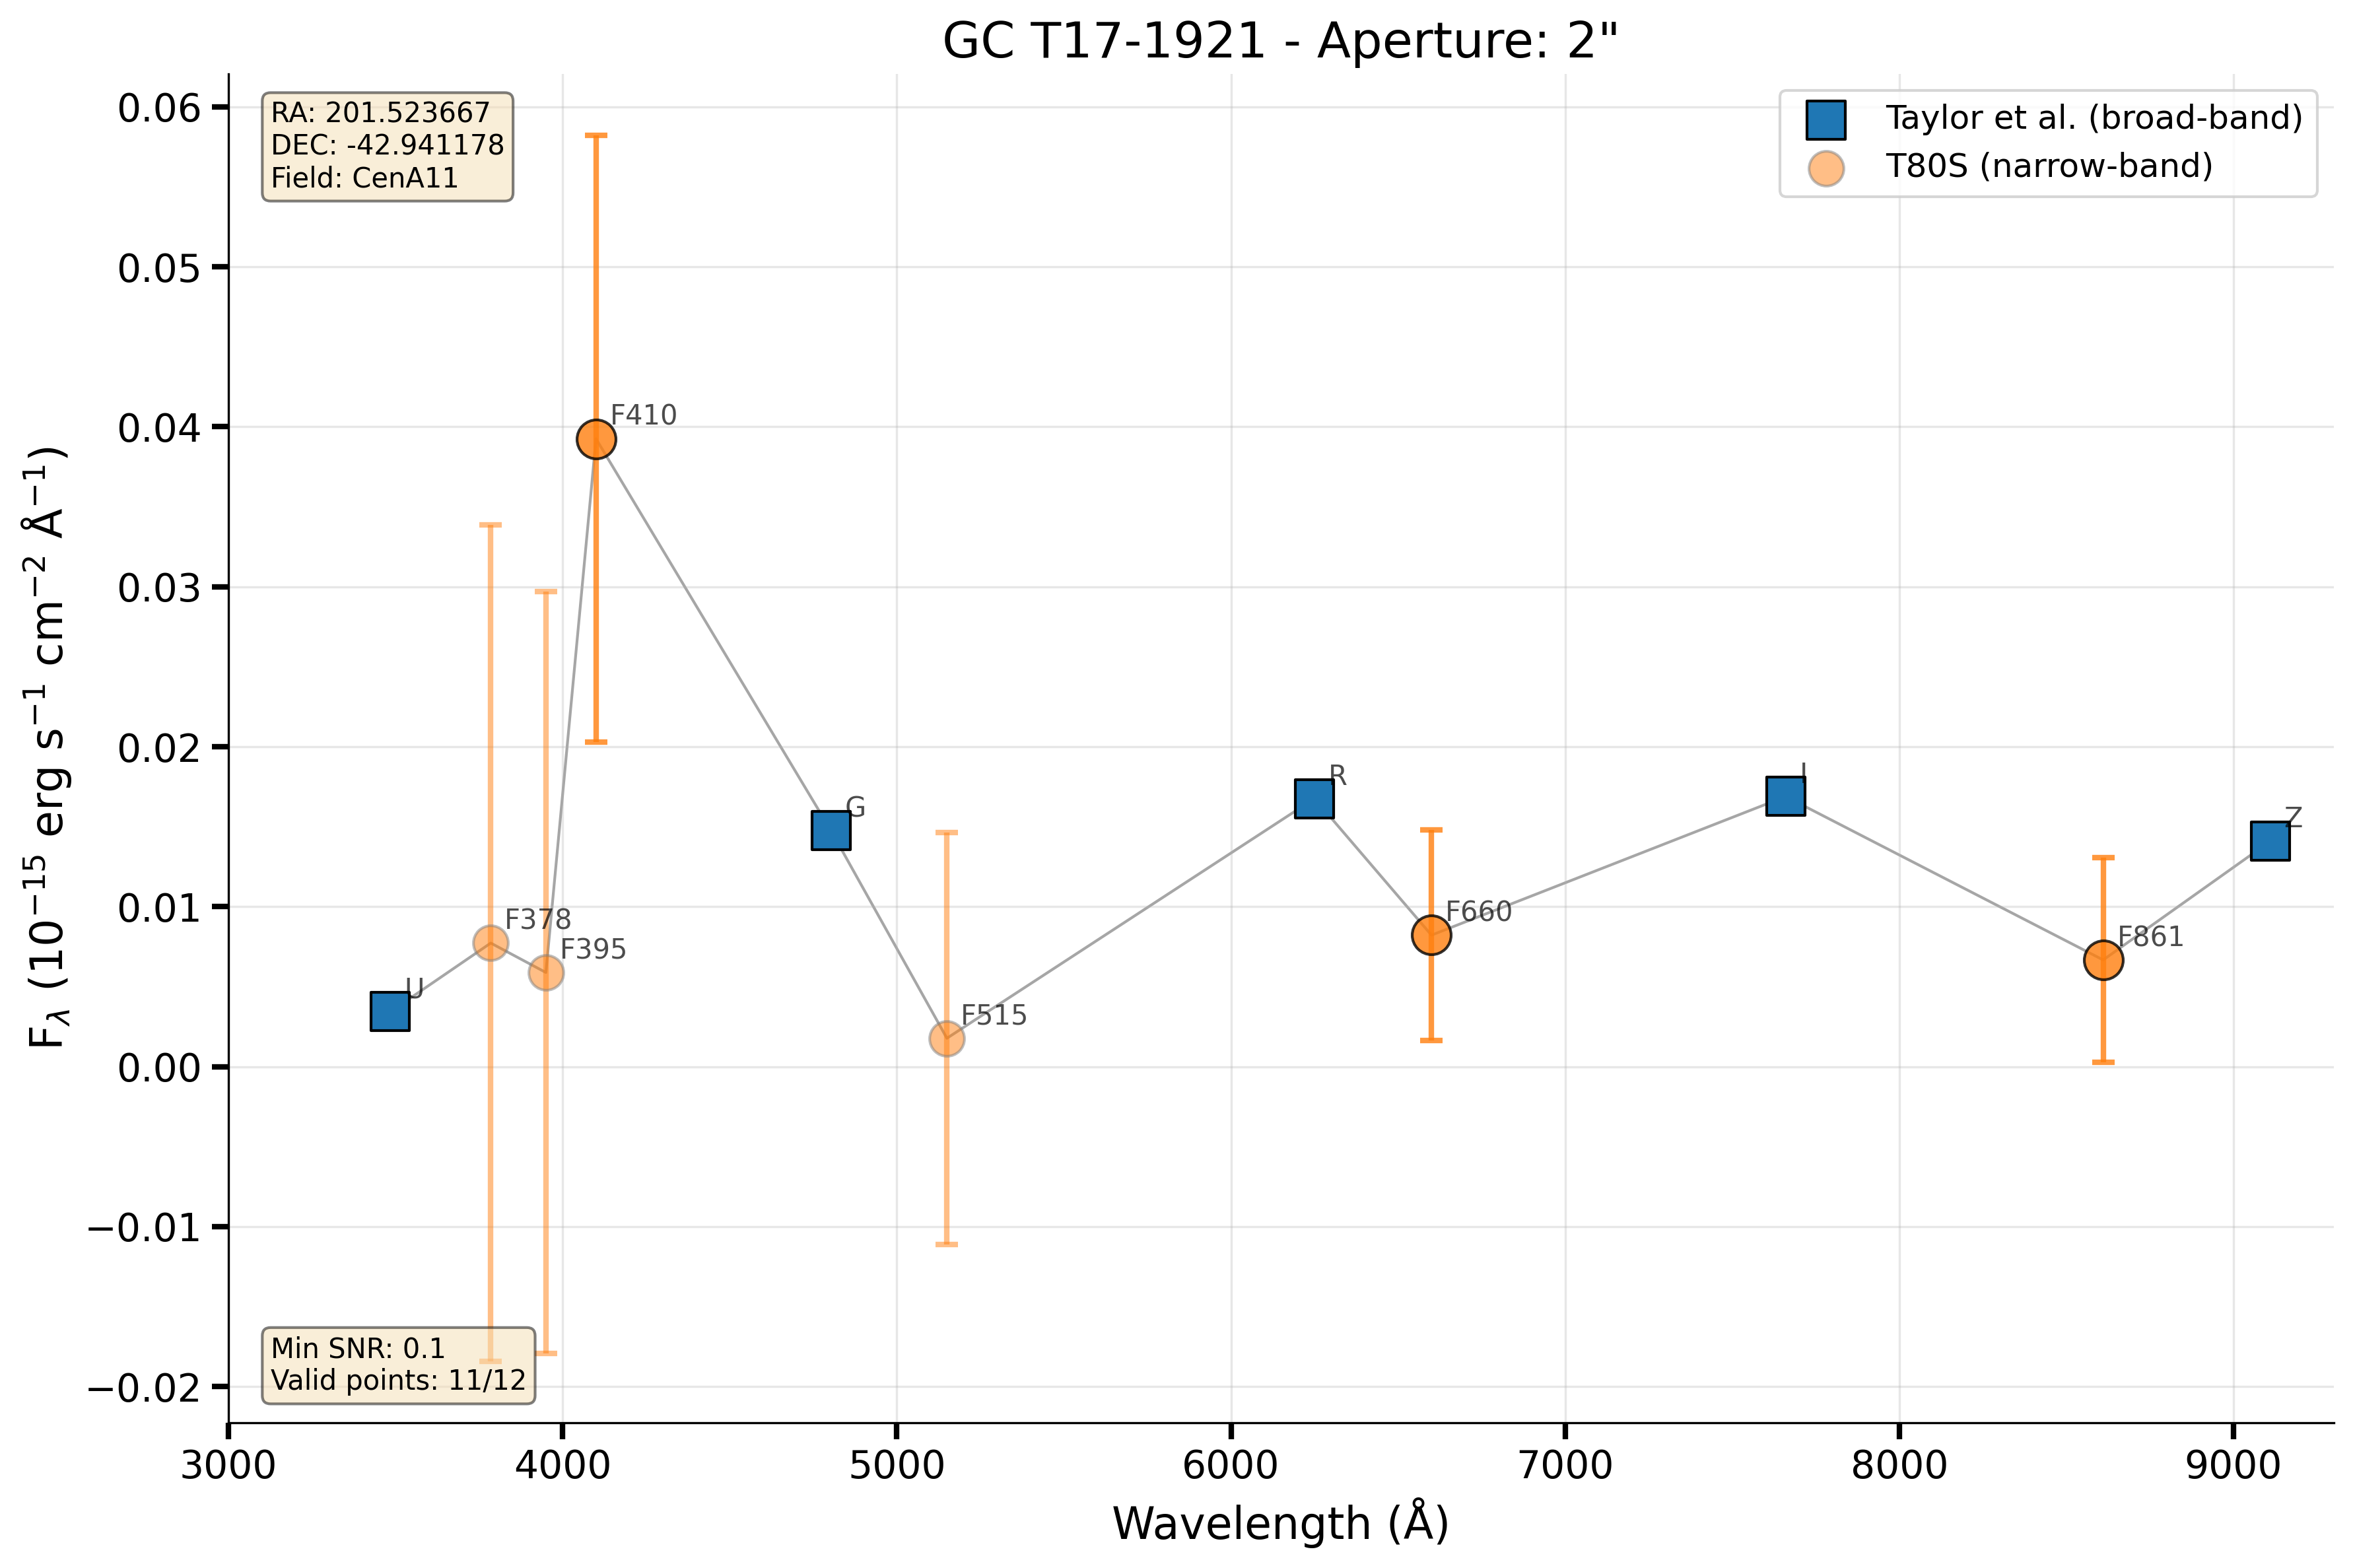 GC T17-1921 - Aperture: 2"
RA: 201.523667
DEC: -42.941178
Field: CenA11
Taylor et al. (broad-band)
T80S (narrow-band)
F$_{λ}$ (10$^{−15}$ erg s$^{−1}$ cm$^{−2}$ Å$^{−1}$)
0.06
0.05
0.04
0.03
0.02
0.01
0.00
−0.01
−0.02
U
F378
F395
F410
G
F515
R
F660
I
F861
Z
Min SNR: 0.1
Valid points: 11/12
3000 4000 5000 6000 7000 8000 9000
Wavelength (Å)